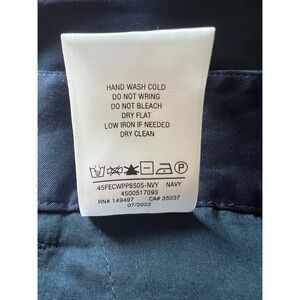 HAND WASH COLD
DO NOT WRING
DO NOT BLEACH
DRY FLAT
LOW IRON IF NEEDED
DRY CLEAN
P
45FECWPP8505-NVY NAVY
4500517093
RN# 149497 CA# 35037
07/2022